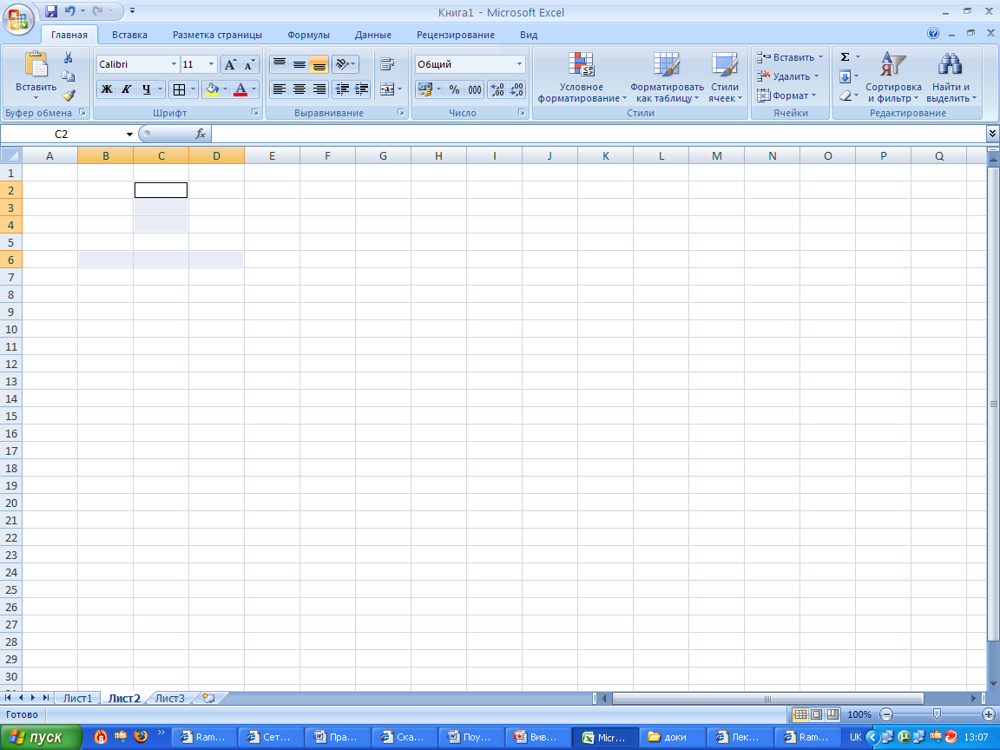 Книга1 - Microsoft Excel
Главная Вставка Разметка страницы Формулы Данные Рецензирование Вид
Вставить
Буфер обмена
Calibri 11
Ж К Ч
Шрифт
Выравнивание
Общий
% 000
Число
Условное форматирование
Форматировать как таблицу
Стили ячеек
Стили
Вставить
Удалить
Формат
Ячейки
Σ
Сортировка и фильтр
Найти и выделить
Редактирование
C2 fx
A B C D E F G H I J K L M N O P Q
1
2
3
4
5
6
7
8
9
10
11
12
13
14
15
16
17
18
19
20
21
22
23
24
25
26
27
28
29
30
Лист1 Лист2 Лист3
Готово 100%
пуск Ram... Сет... Пра... Ска... Поу... Вив... Micr... доки Лек... Ram... UK 13:07